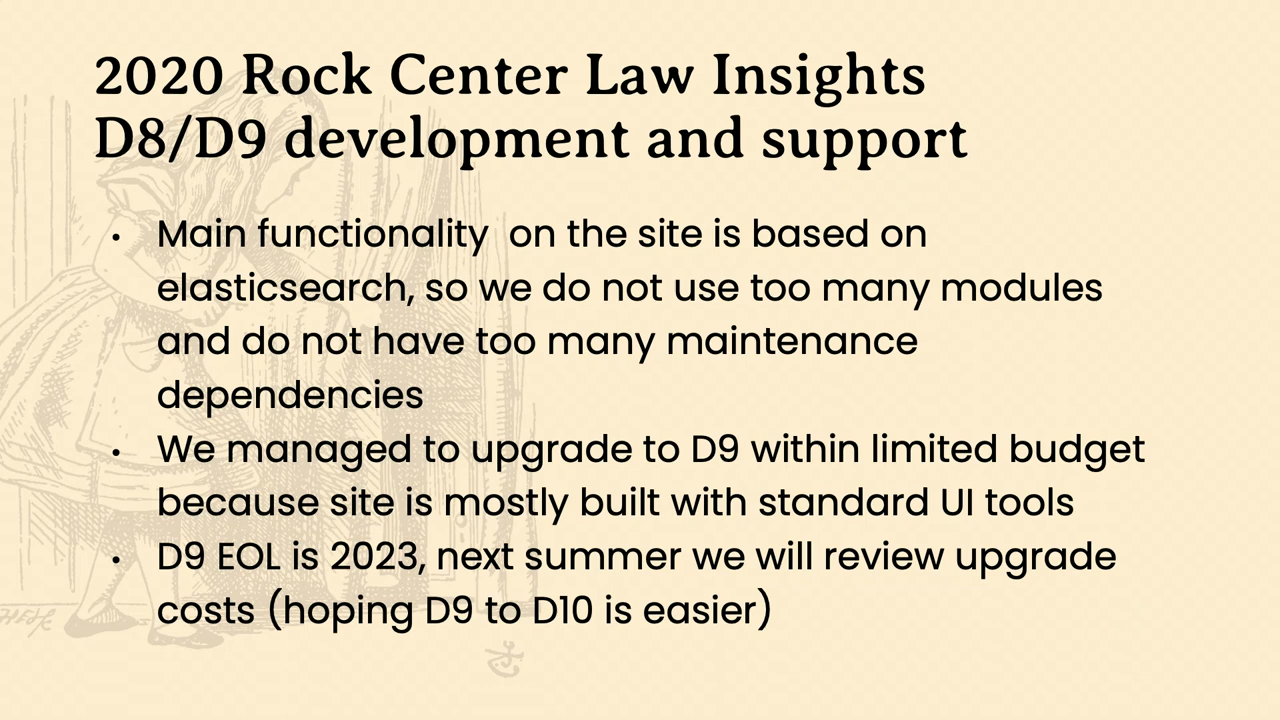 2020 Rock Center Law Insights
D8/D9 development and support
• Main functionality  on the site is based on
elasticsearch, so we do not use too many modules
and do not have too many maintenance
dependencies
• We managed to upgrade to D9 within limited budget
because site is mostly built with standard UI tools
• D9 EOL is 2023, next summer we will review upgrade
costs (hoping D9 to D10 is easier)